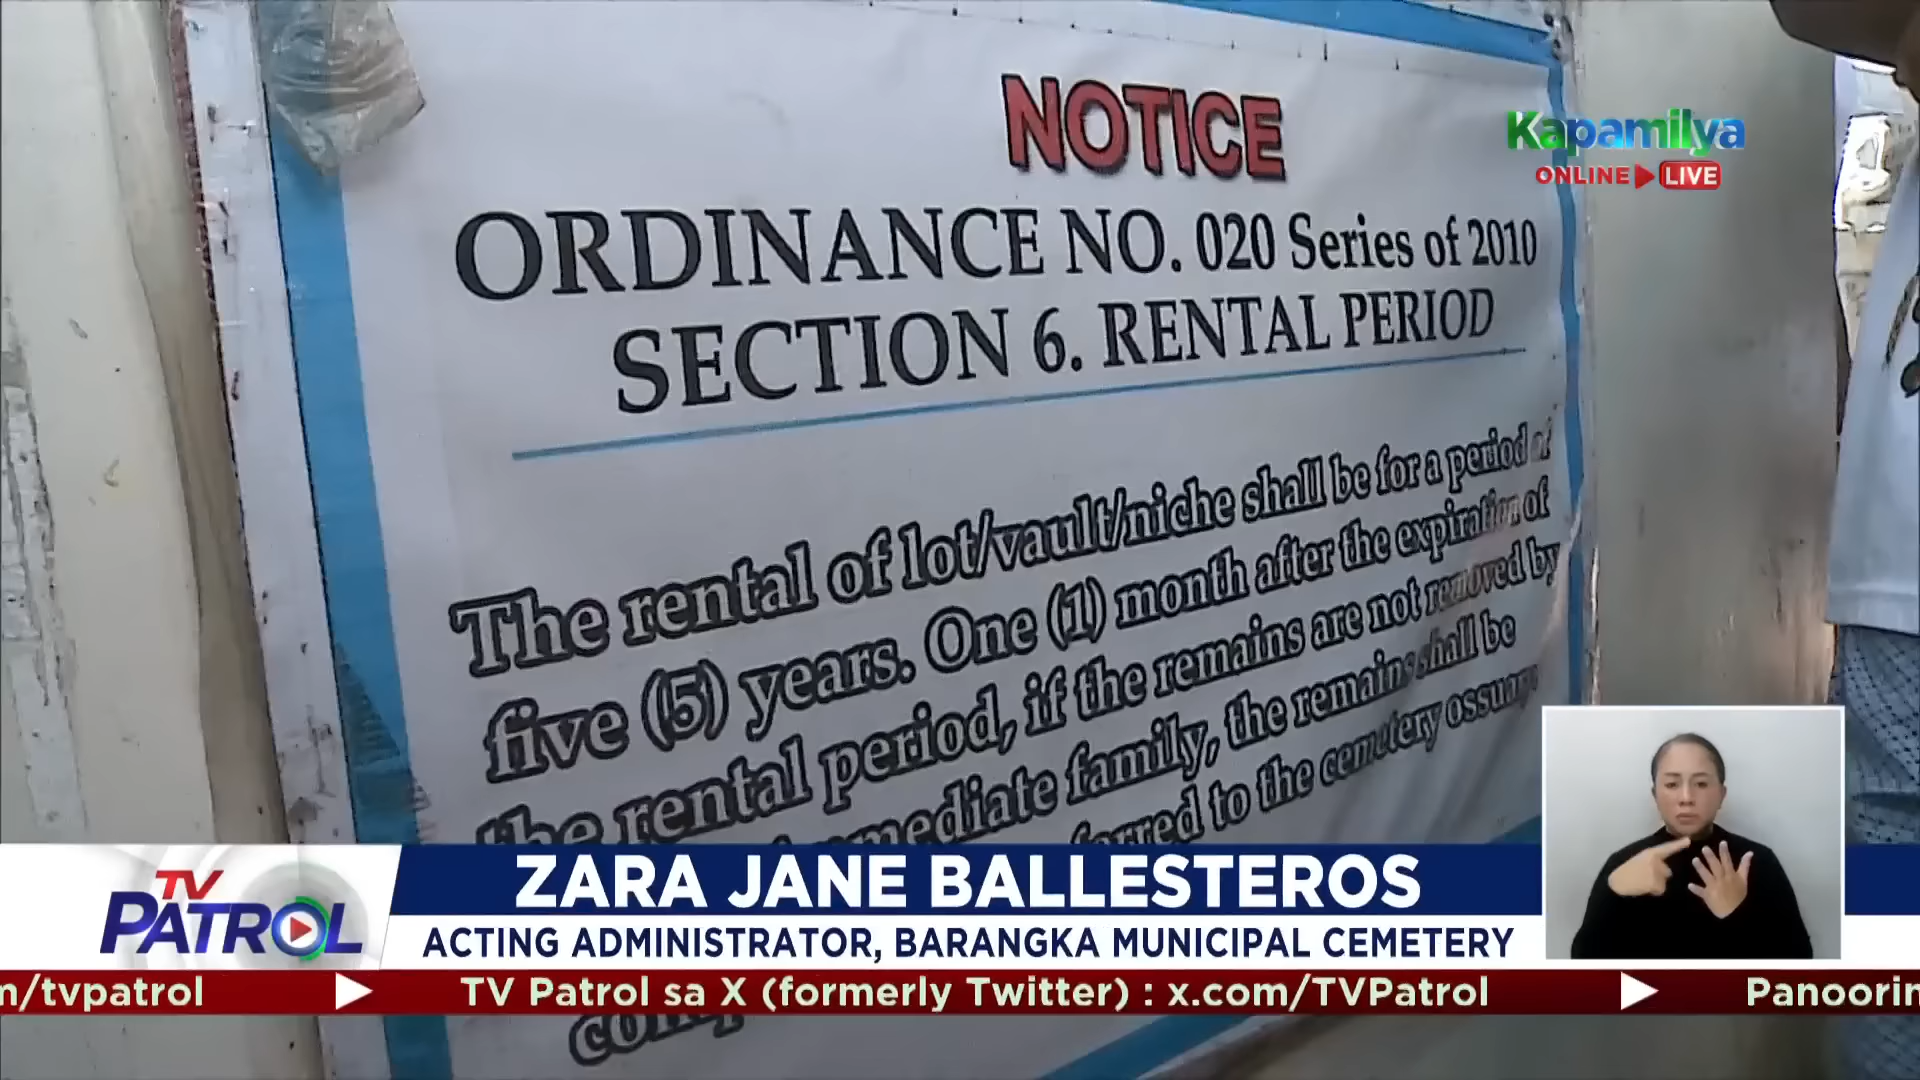 NOTICE
Kapamilya
ONLINE LIVE
ORDINANCE NO. 020 Series of 2010
SECTION 6. RENTAL PERIOD
The rental of lot/vault/niche shall be for a period of
five (5) years. One (1) month after the expiration of
the rental period, if the remains are not removed by
immediate family, the remains shall be
to the cemetery ossuary
TV PATROL
ZARA JANE BALLESTEROS
ACTING ADMINISTRATOR, BARANGKA MUNICIPAL CEMETERY
m/tvpatrol TV Patrol sa X (formerly Twitter) : x.com/TVPatrol Panoorin